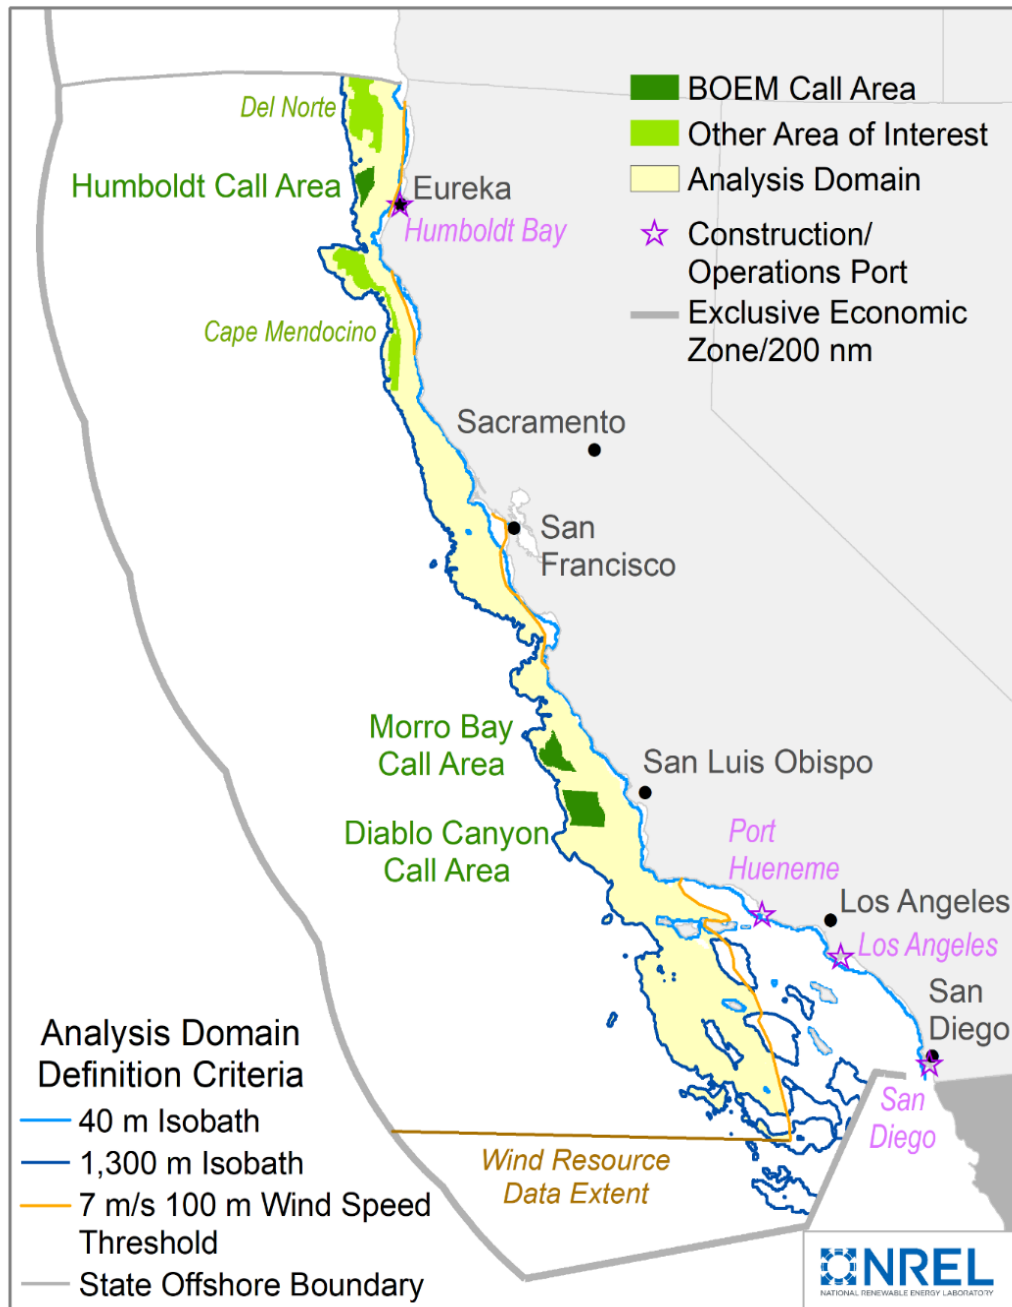 BOEM Call Area
Other Area of Interest
Analysis Domain
Construction/
Operations Port
Exclusive Economic
Zone/200 nm
Del Norte
Humboldt Call Area
Eureka
Humboldt Bay
Cape Mendocino
Sacramento
San
Francisco
Morro Bay
Call Area
San Luis Obispo
Diablo Canyon
Call Area
Port
Hueneme
Los Angeles
Los Angeles
San
Diego
San
Diego
Wind Resource
Data Extent
Analysis Domain
Definition Criteria
40 m Isobath
1,300 m Isobath
7 m/s 100 m Wind Speed
Threshold
State Offshore Boundary
NREL
NATIONAL RENEWABLE ENERGY LABORATORY